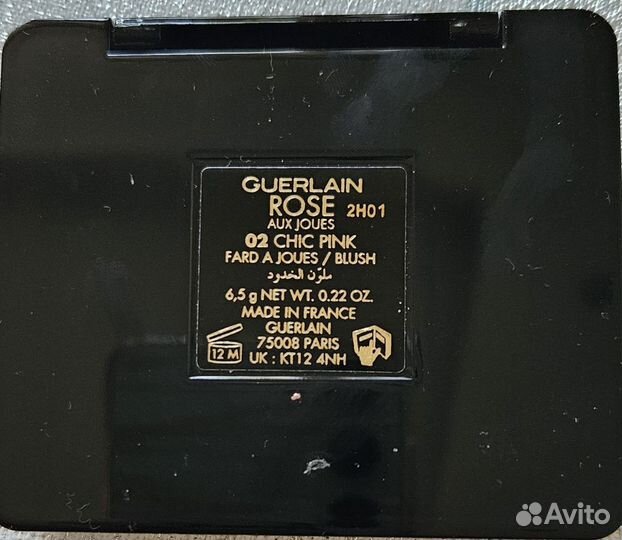 GUERLAIN
ROSE 2H01
AUX JOUES
02 CHIC PINK
FARD A JOUES / BLUSH
ملوّن الخدود
6,5 g NET WT. 0.22 OZ.
MADE IN FRANCE
GUERLAIN
75008 PARIS
12 M
UK : KT12 4NH
Avito